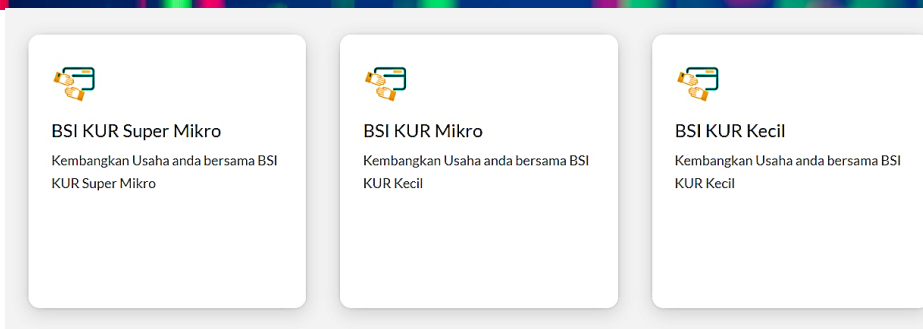 BSI KUR Super Mikro
Kembangkan Usaha anda bersama BSI
KUR Super Mikro
BSI KUR Mikro
Kembangkan Usaha anda bersama BSI
KUR Kecil
BSI KUR Kecil
Kembangkan Usaha anda bersama BSI
KUR Kecil